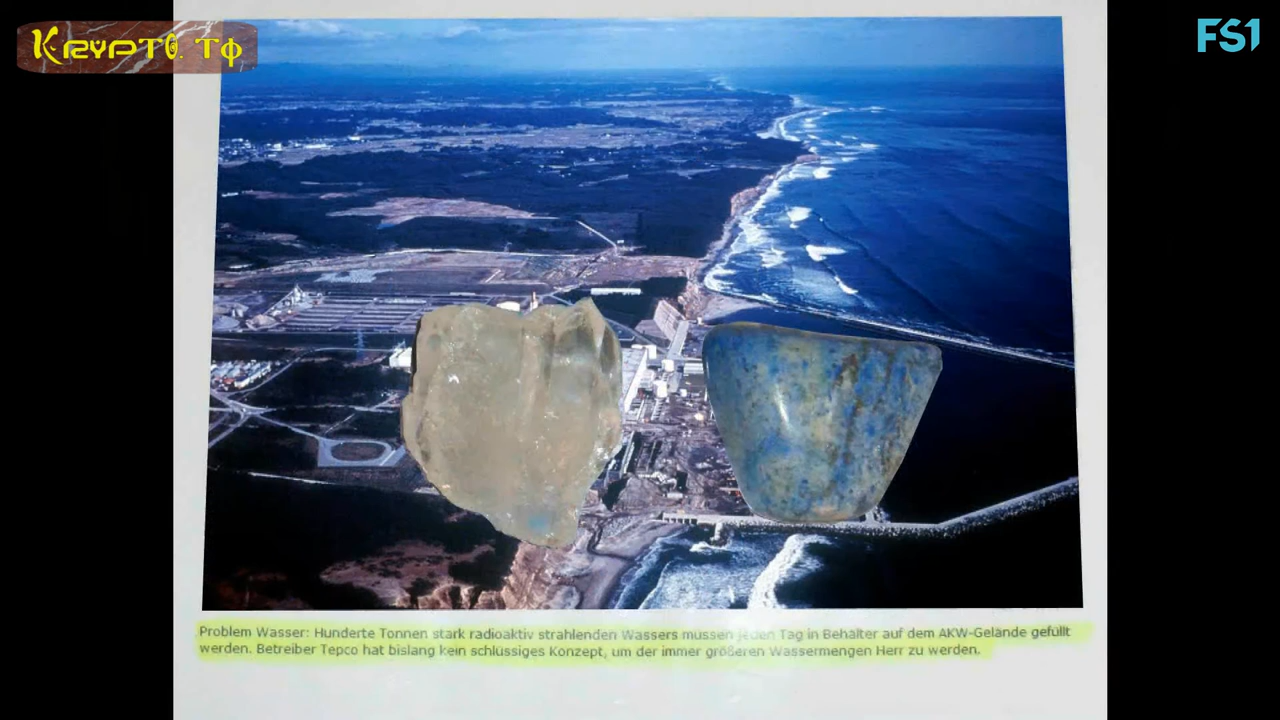 Krypto. Tф
FS1
Problem Wasser: Hunderte Tonnen stark radioaktiv strahlenden Wassers müssen jeden Tag in Behälter auf dem AKW-Gelände gefüllt
werden. Betreiber Tepco hat bislang kein schlüssiges Konzept, um der immer größeren Wassermengen Herr zu werden.